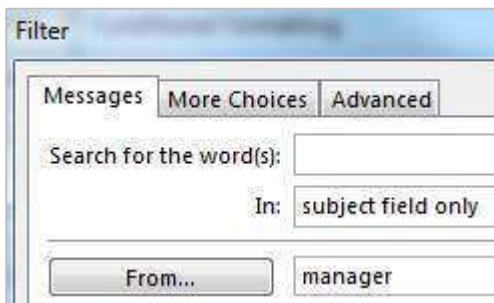 Filter
Messages More Choices Advanced
Search for the word(s):
In: subject field only
From... manager